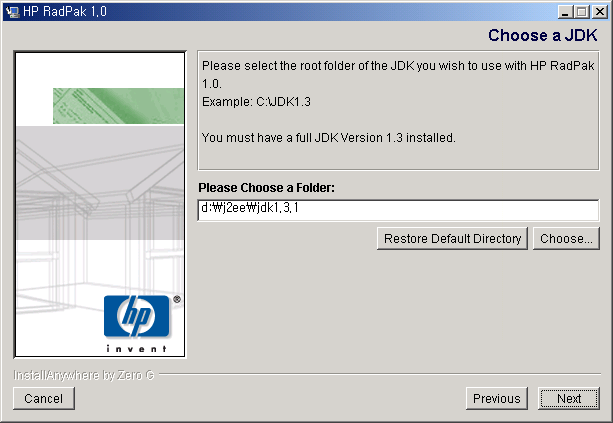 HP RadPak 1.0
Choose a JDK
Please select the root folder of the JDK you wish to use with HP RadPak
1.0.
Example: C:\JDK1.3
You must have a full JDK Version 1.3 installed.
Please Choose a Folder:
d:₩j2ee₩jdk1.3.1
Restore Default Directory
Choose...
hp
®
invent
InstallAnywhere by Zero G
Cancel
Previous
Next